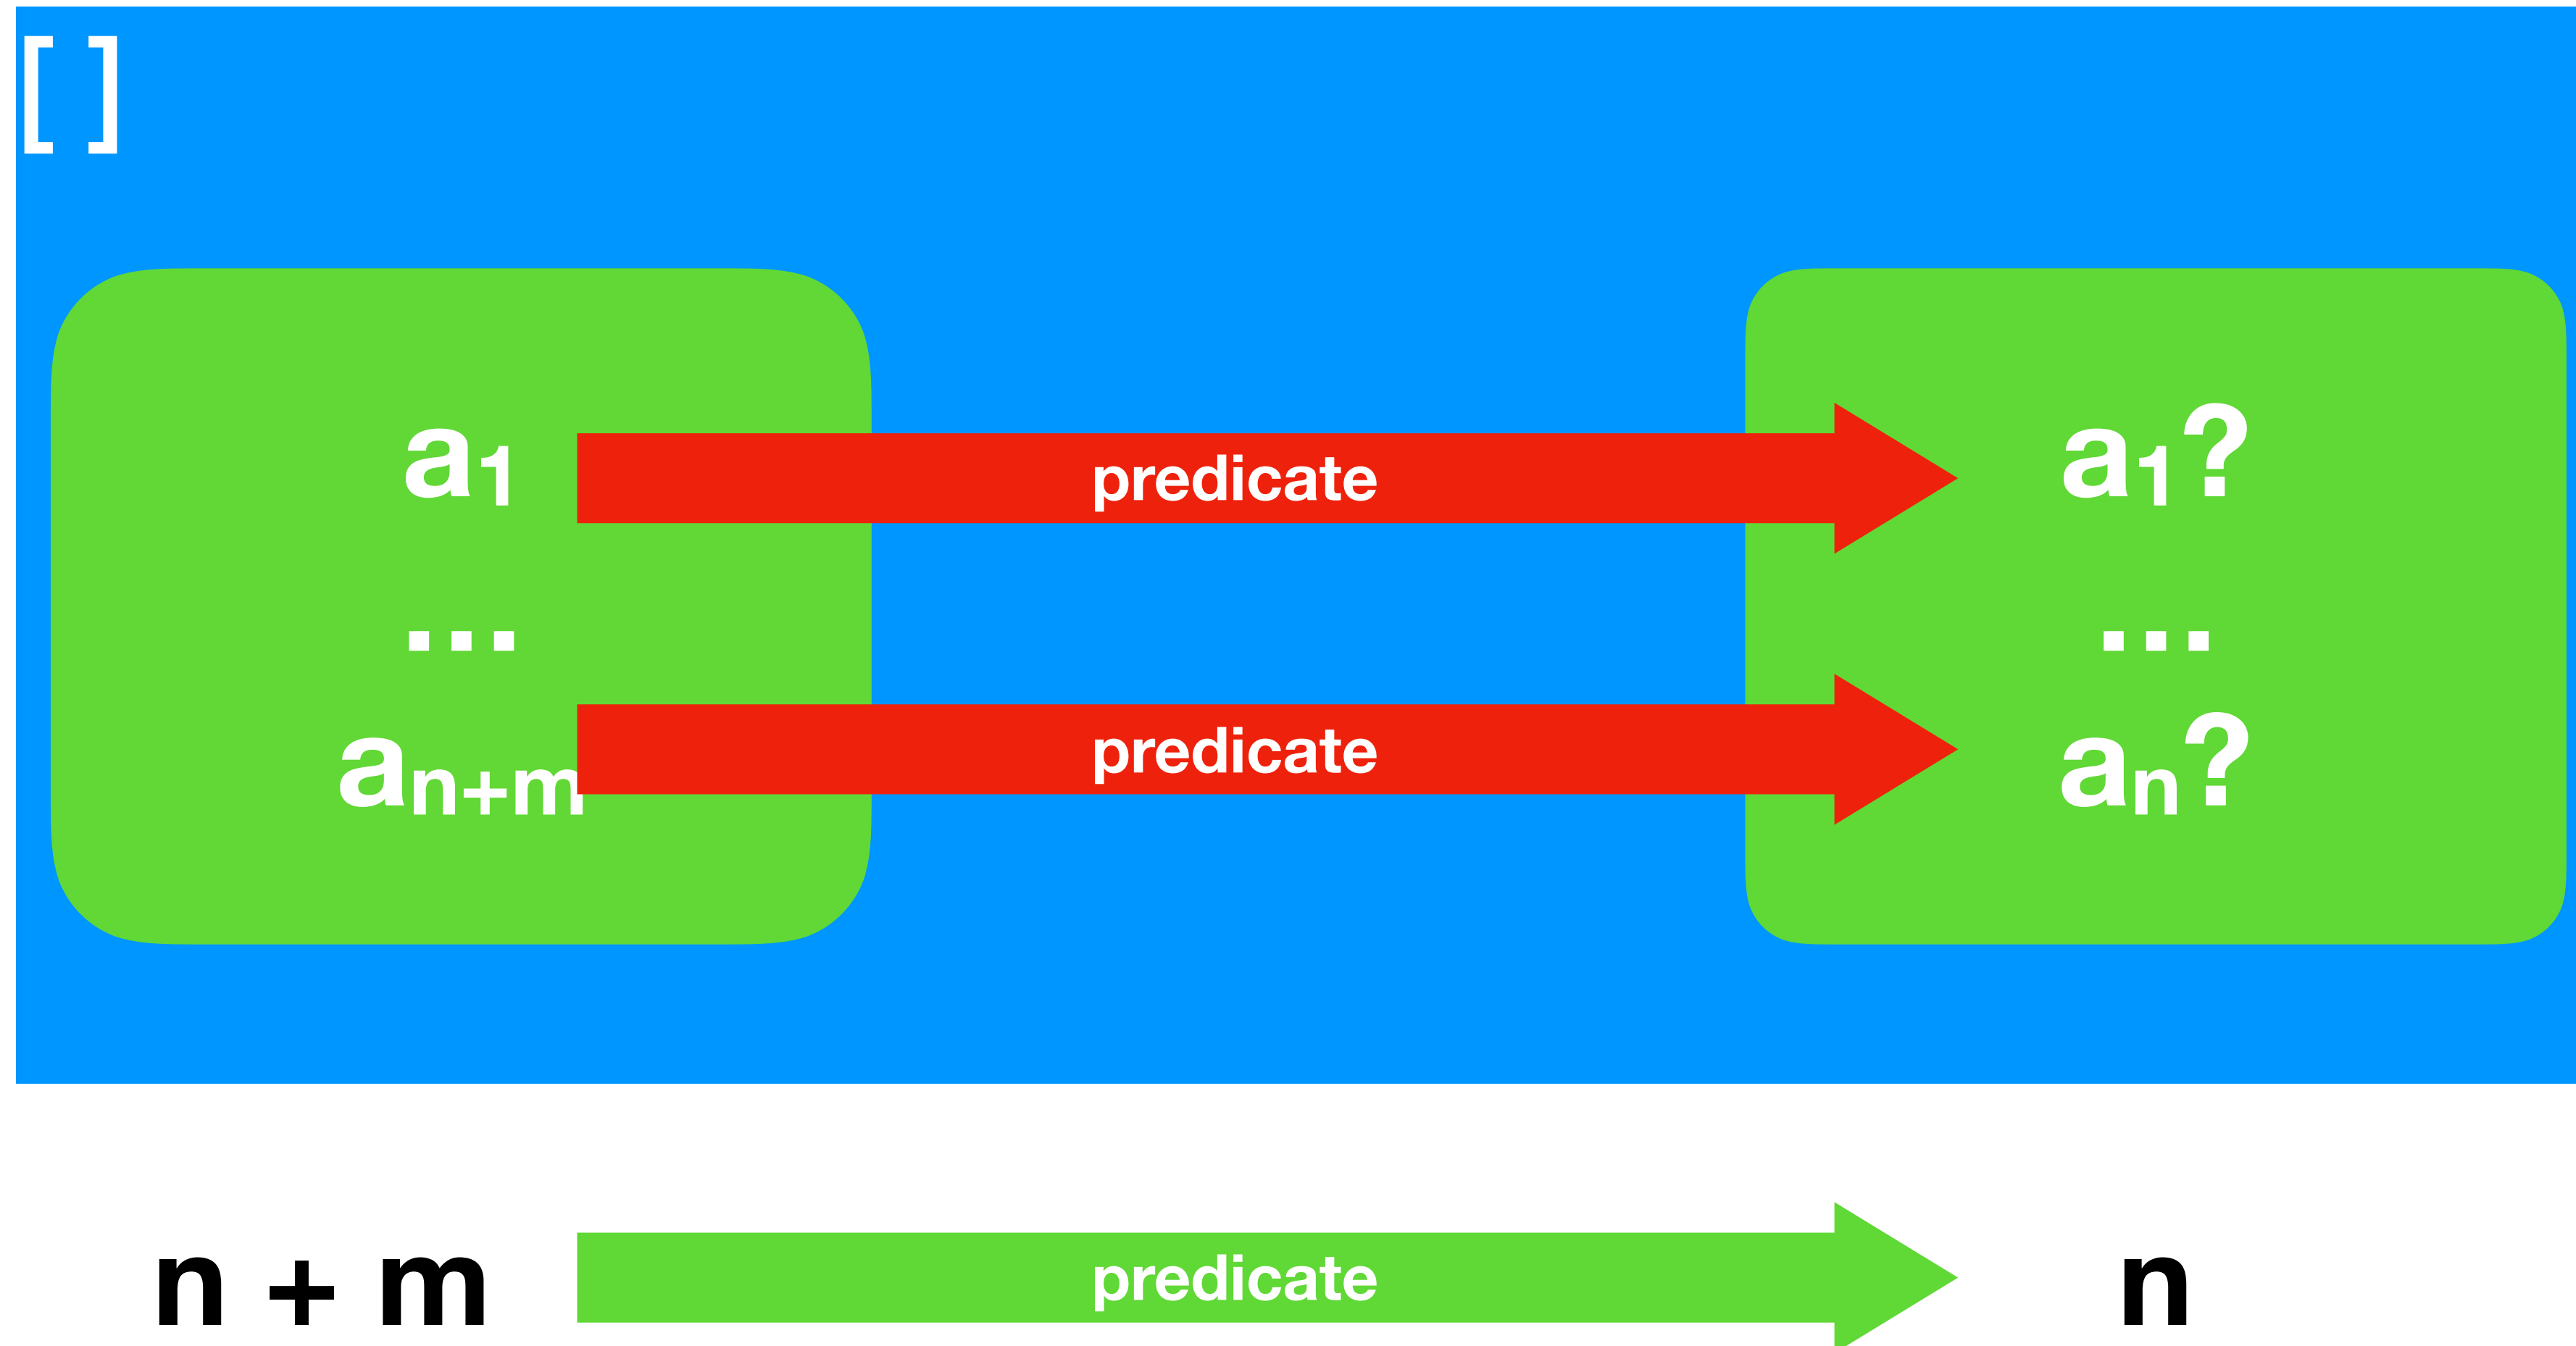 [ ]
a₁ predicate a₁?
... ...
aₙ₊ₘ predicate aₙ?
n + m predicate n